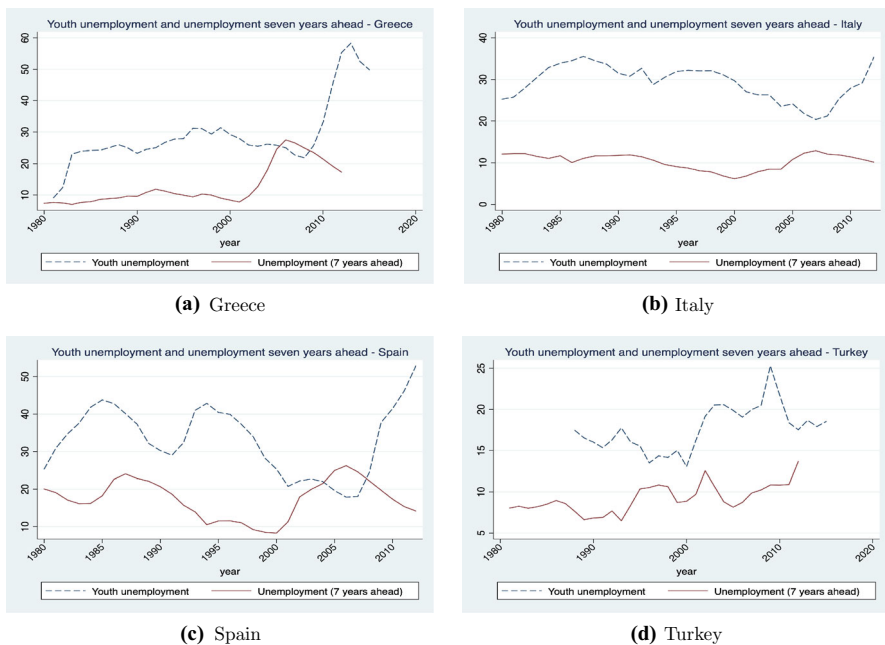 Youth unemployment and unemployment seven years ahead - Greece
60
50
40
30
20
10
1980
1990
2000
2010
2020
year
Youth unemployment
Unemployment (7 years ahead)
(a) Greece
Youth unemployment and unemployment seven years ahead - Italy
40
30
20
10
0
1980
1985
1990
1995
2000
2005
2010
year
Youth unemployment
Unemployment (7 years ahead)
(b) Italy
Youth unemployment and unemployment seven years ahead - Spain
50
40
30
20
10
1980
1985
1990
1995
2000
2005
2010
year
Youth unemployment
Unemployment (7 years ahead)
(c) Spain
Youth unemployment and unemployment seven years ahead - Turkey
25
20
15
10
5
1980
1990
2000
2010
2020
year
Youth unemployment
Unemployment (7 years ahead)
(d) Turkey